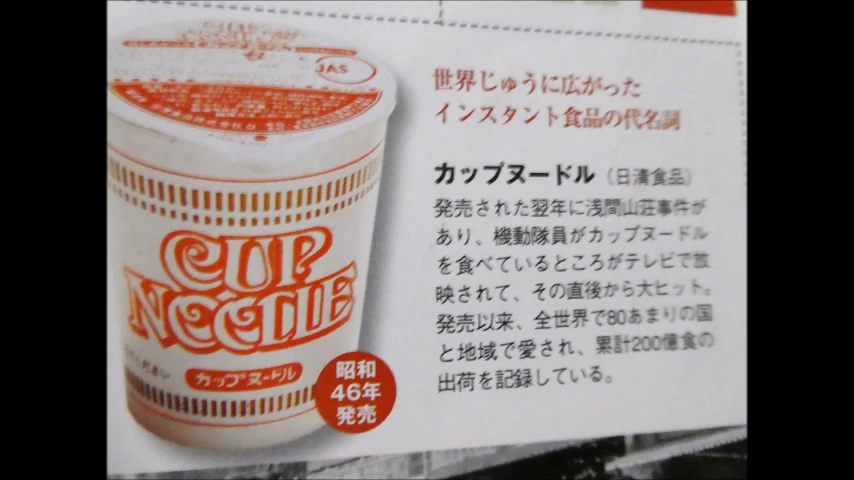 CUP NOODLE
JAS
CUP
NOODLE
カップヌードル
昭和
46年
発売
世界じゅうに広がった
インスタント食品の代名詞
カップヌードル（日清食品）
発売された翌年に浅間山荘事件が
あり、機動隊員がカップヌードル
を食べているところがテレビで放
映されて、その直後から大ヒット。
発売以来、全世界で80あまりの国
と地域で愛され、累計200億食の
出荷を記録している。